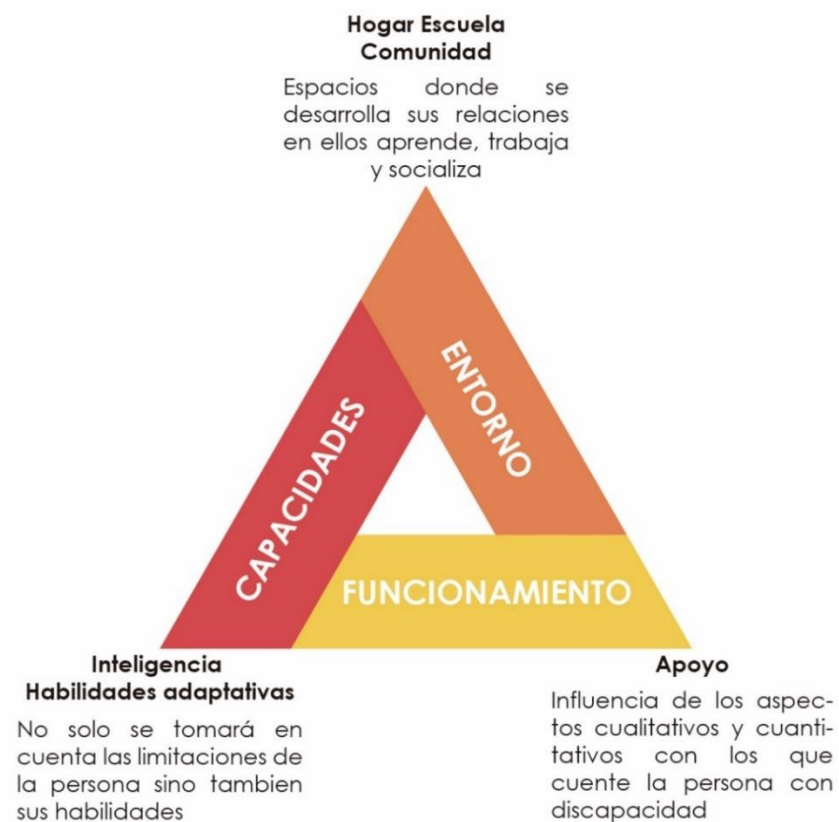 Hogar Escuela
Comunidad
Espacios donde se
desarrolla sus relaciones
en ellos aprende, trabaja
y socializa
ENTORNO
CAPACIDADES
FUNCIONAMIENTO
Inteligencia
Habilidades adaptativas
No solo se tomará en
cuenta las limitaciones de
la persona sino tambien
sus habilidades
Apoyo
Influencia de los aspec-
tos cualitativos y cuanti-
tativos con los que
cuente la persona con
discapacidad